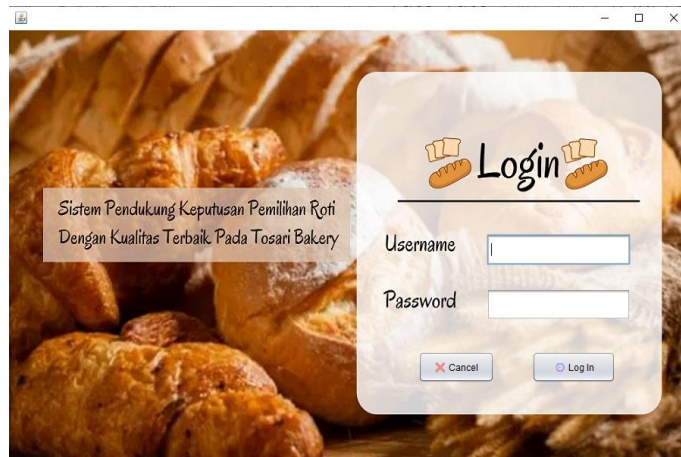 Login
Sistem Pendukung Keputusan Pemilihan Roti
Dengan Kualitas Terbaik Pada Tosari Bakery
Username
Password
Cancel
Log In